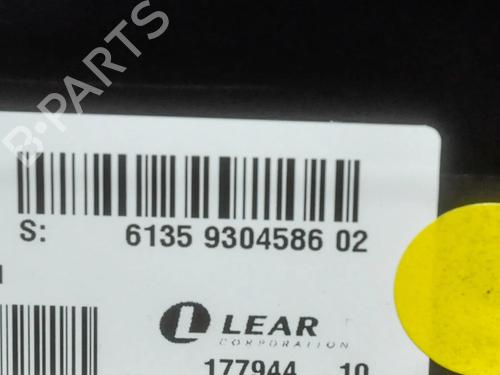 B-PARTS
S: 6135 9304586 02
LEAR
CORPORATION
177944 10